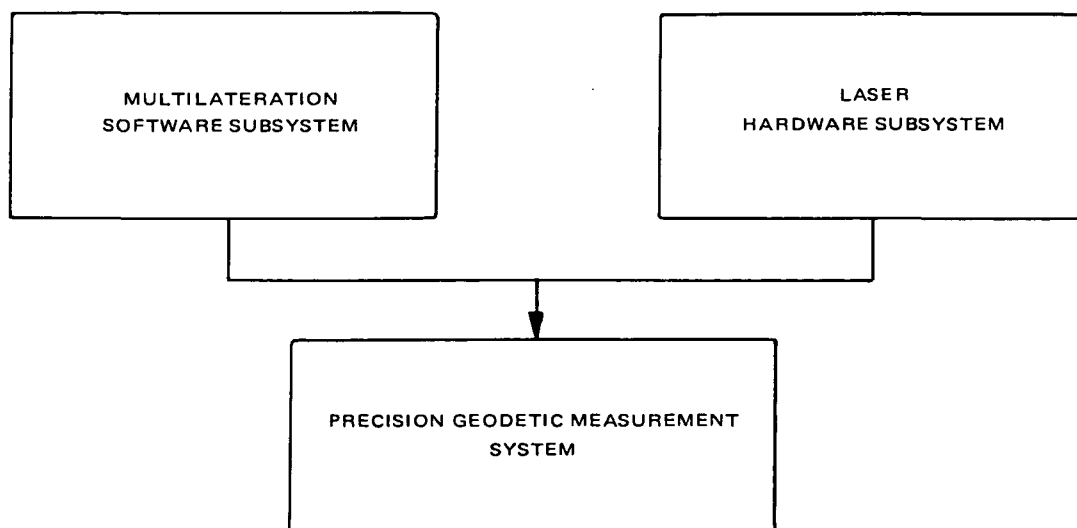 MULTILATERATION
SOFTWARE SUBSYSTEM
LASER
HARDWARE SUBSYSTEM
PRECISION GEODETIC MEASUREMENT
SYSTEM